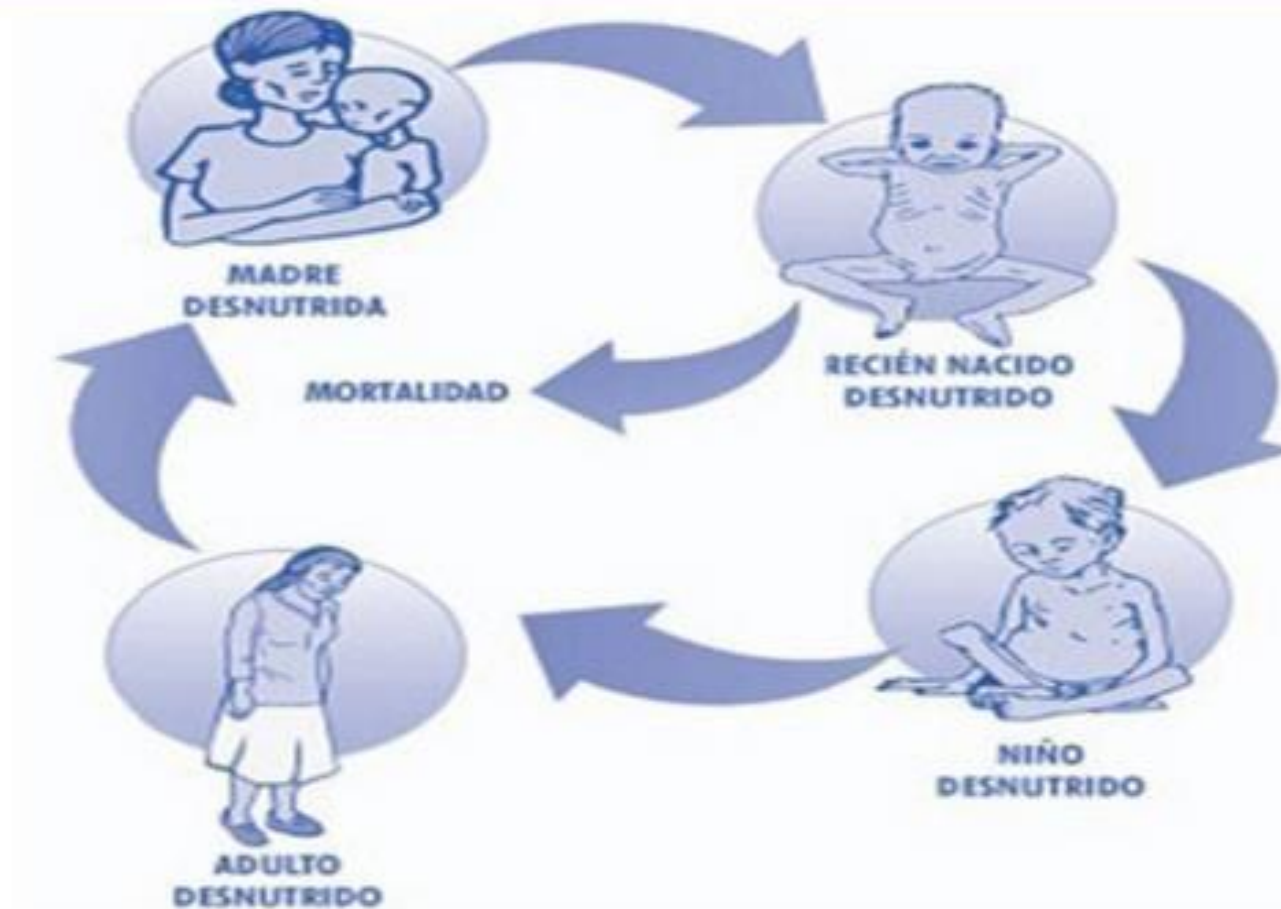 MADRE
DESNUTRIDA
RECIÉN NACIDO
DESNUTRIDO
MORTALIDAD
NIÑO
DESNUTRIDO
ADULTO
DESNUTRIDO